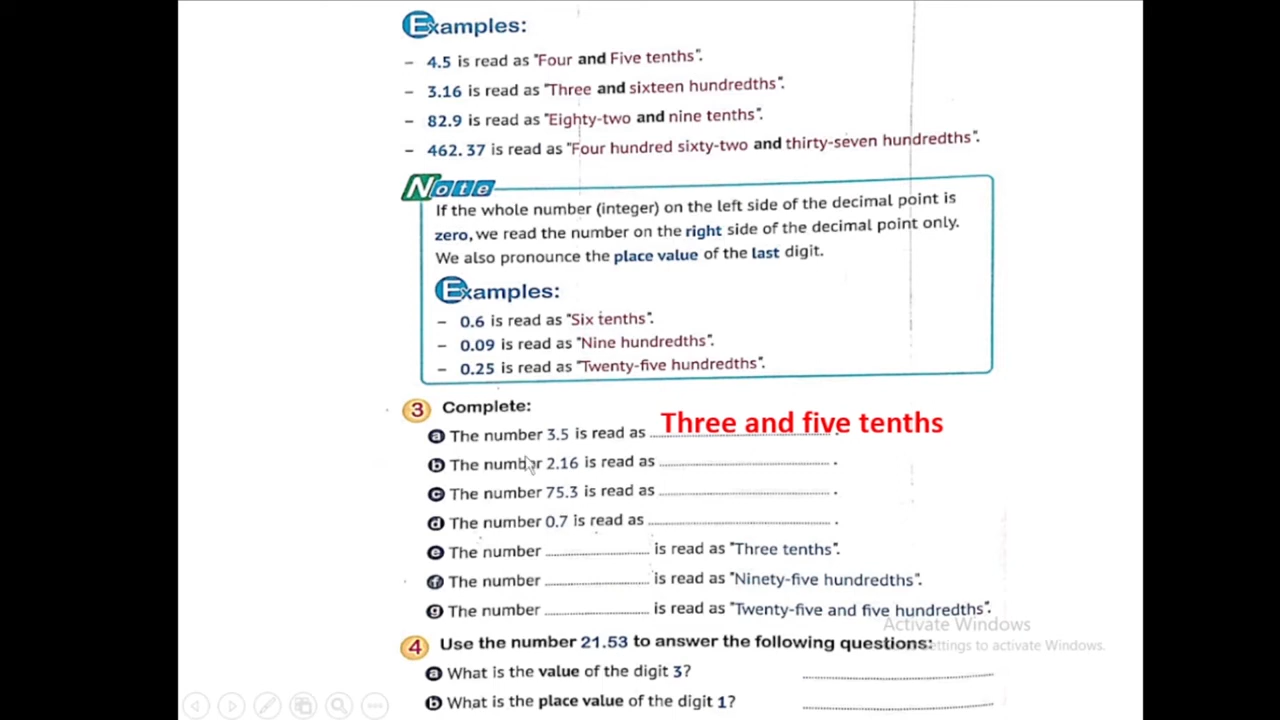 Examples:
- 4.5 is read as "Four and Five tenths".
- 3.16 is read as "Three and sixteen hundredths".
- 82.9 is read as "Eighty-two and nine tenths".
- 462.37 is read as "Four hundred sixty-two and thirty-seven hundredths".
Note
If the whole number (integer) on the left side of the decimal point is
zero, we read the number on the right side of the decimal point only.
We also pronounce the place value of the last digit.
Examples:
- 0.6 is read as "Six tenths".
- 0.09 is read as "Nine hundredths".
- 0.25 is read as "Twenty-five hundredths".
3 Complete:
a The number 3.5 is read as Three and five tenths.
b The number 2.16 is read as .
c The number 75.3 is read as .
d The number 0.7 is read as .
e The number is read as "Three tenths".
f The number is read as "Ninety-five hundredths".
g The number is read as "Twenty-five and five hundredths".
Activate Windows
4 Use the number 21.53 to answer the following questions:
Go to Settings to activate Windows.
a What is the value of the digit 3?
b What is the place value of the digit 1?